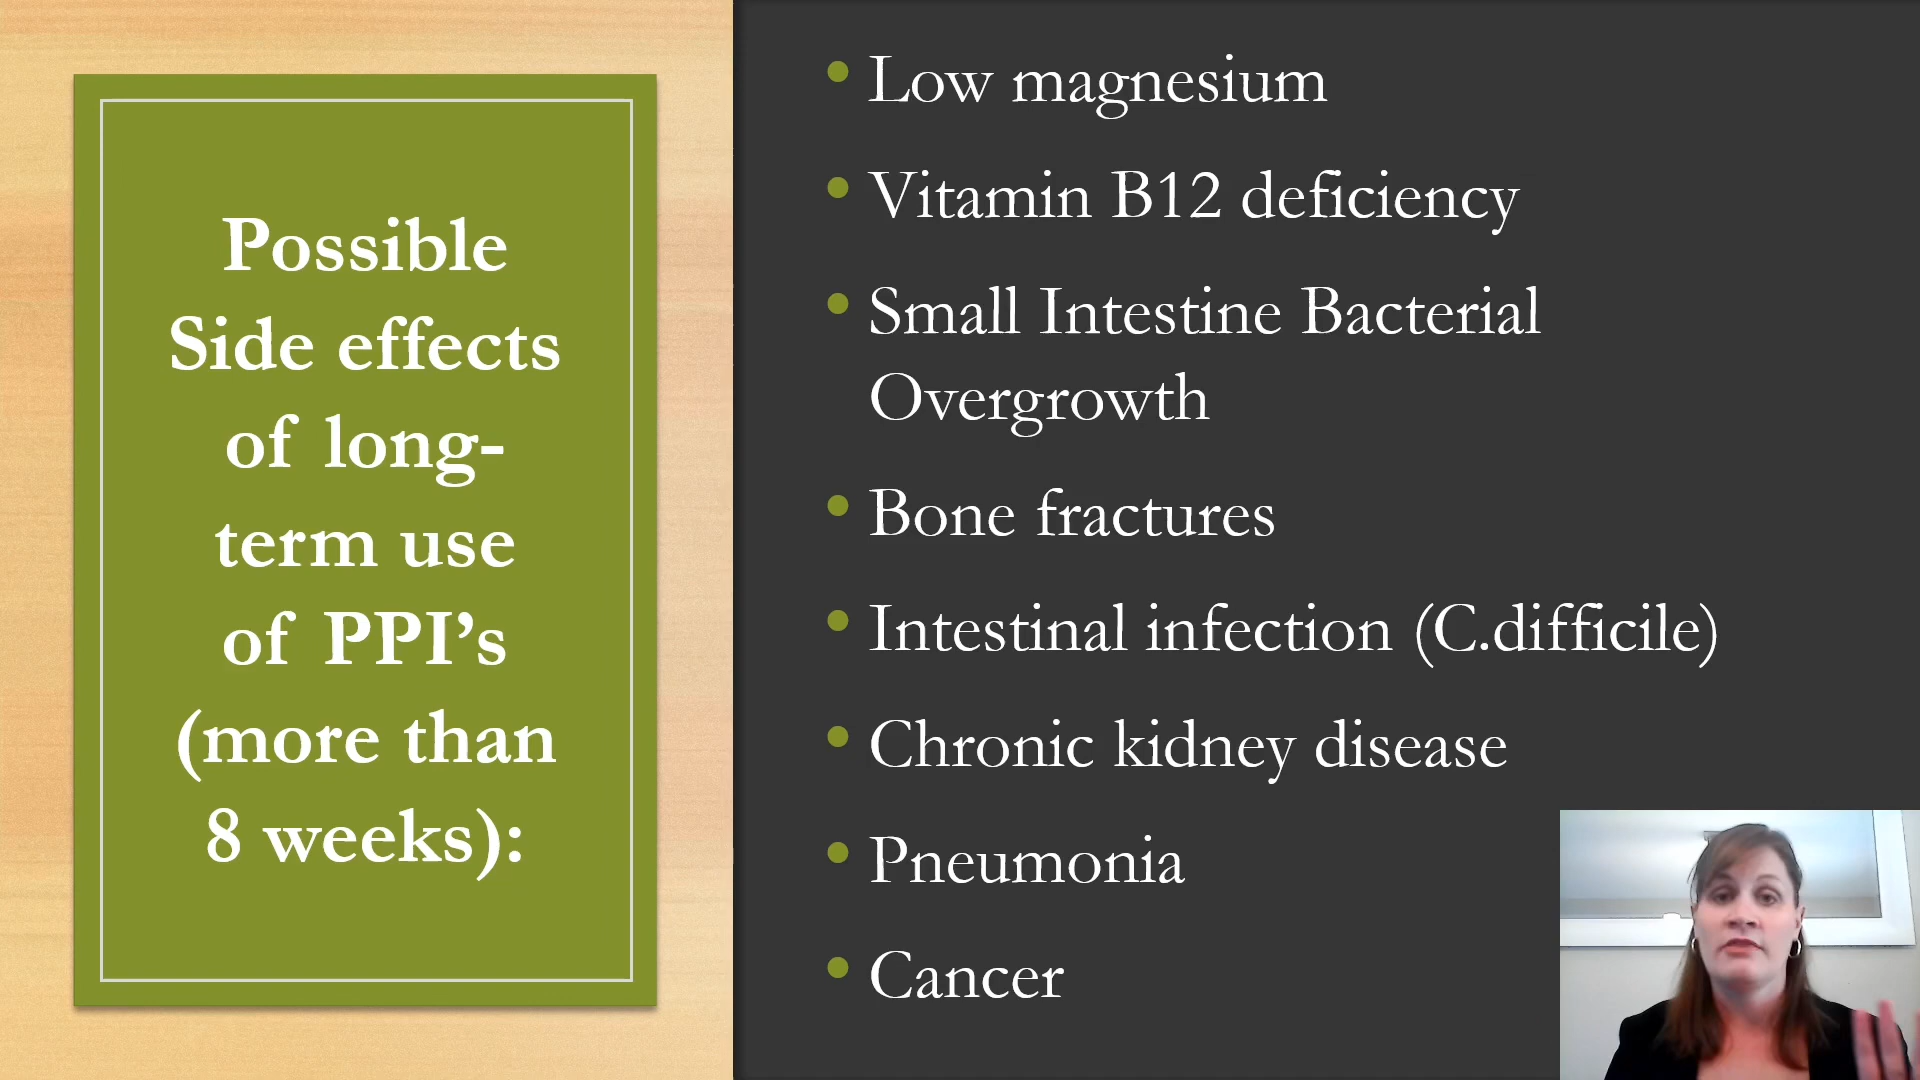 Possible
Side effects
of long-
term use
of PPI’s
(more than
8 weeks):
• Low magnesium
• Vitamin B12 deficiency
• Small Intestine Bacterial
Overgrowth
• Bone fractures
• Intestinal infection (C.difficile)
• Chronic kidney disease
• Pneumonia
• Cancer